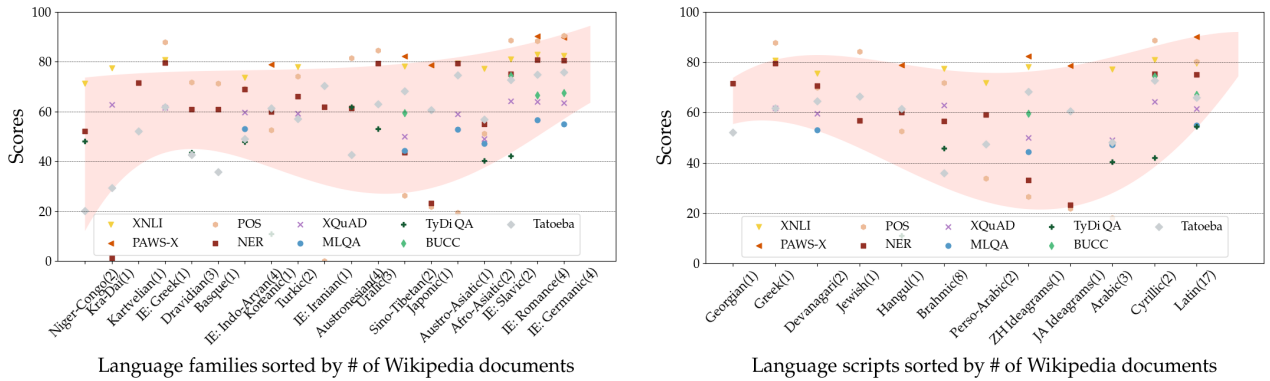 100
80
60
40
20
0
Scores
XNLI
PAWS-X
POS
NER
XQuAD
MLQA
TyDi QA
BUCC
Tatoeba
Niger-Congo(2)
Kra-Dai(1)
Kartvelian(1)
IE: Greek(1)
Dravidian(3)
Basque(1)
IE: Indo-Aryan(4)
Koreanic(1)
Turkic(2)
IE: Iranian(1)
Austronesian(4)
Uralic(3)
Sino-Tibetan(2)
Japonic(1)
Austro-Asiatic(1)
Afro-Asiatic(2)
IE: Slavic(2)
IE: Romance(4)
IE: Germanic(4)
Language families sorted by # of Wikipedia documents
100
80
60
40
20
0
Scores
XNLI
PAWS-X
POS
NER
XQuAD
MLQA
TyDi QA
BUCC
Tatoeba
Georgian(1)
Greek(1)
Devanagari(2)
Jewish(1)
Hangul(1)
Brahmic(8)
Perso-Arabic(2)
ZH Ideagrams(1)
JA Ideagrams(1)
Arabic(3)
Cyrillic(2)
Latin(17)
Language scripts sorted by # of Wikipedia documents